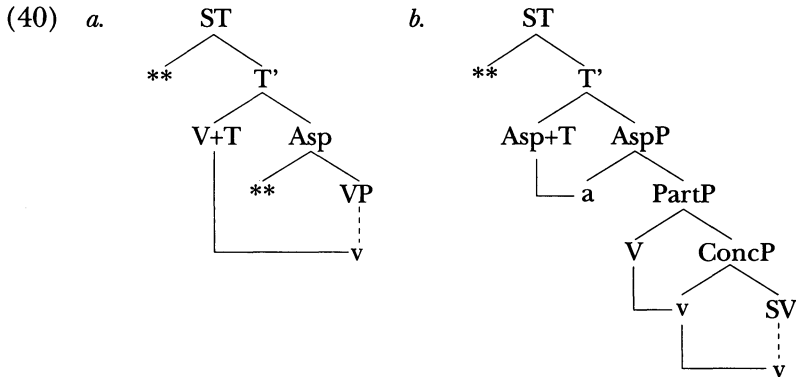 (40) a. ST b. ST
** T' ** T'
V+T Asp Asp+T AspP
** VP a PartP
v V ConcP
v SV
v